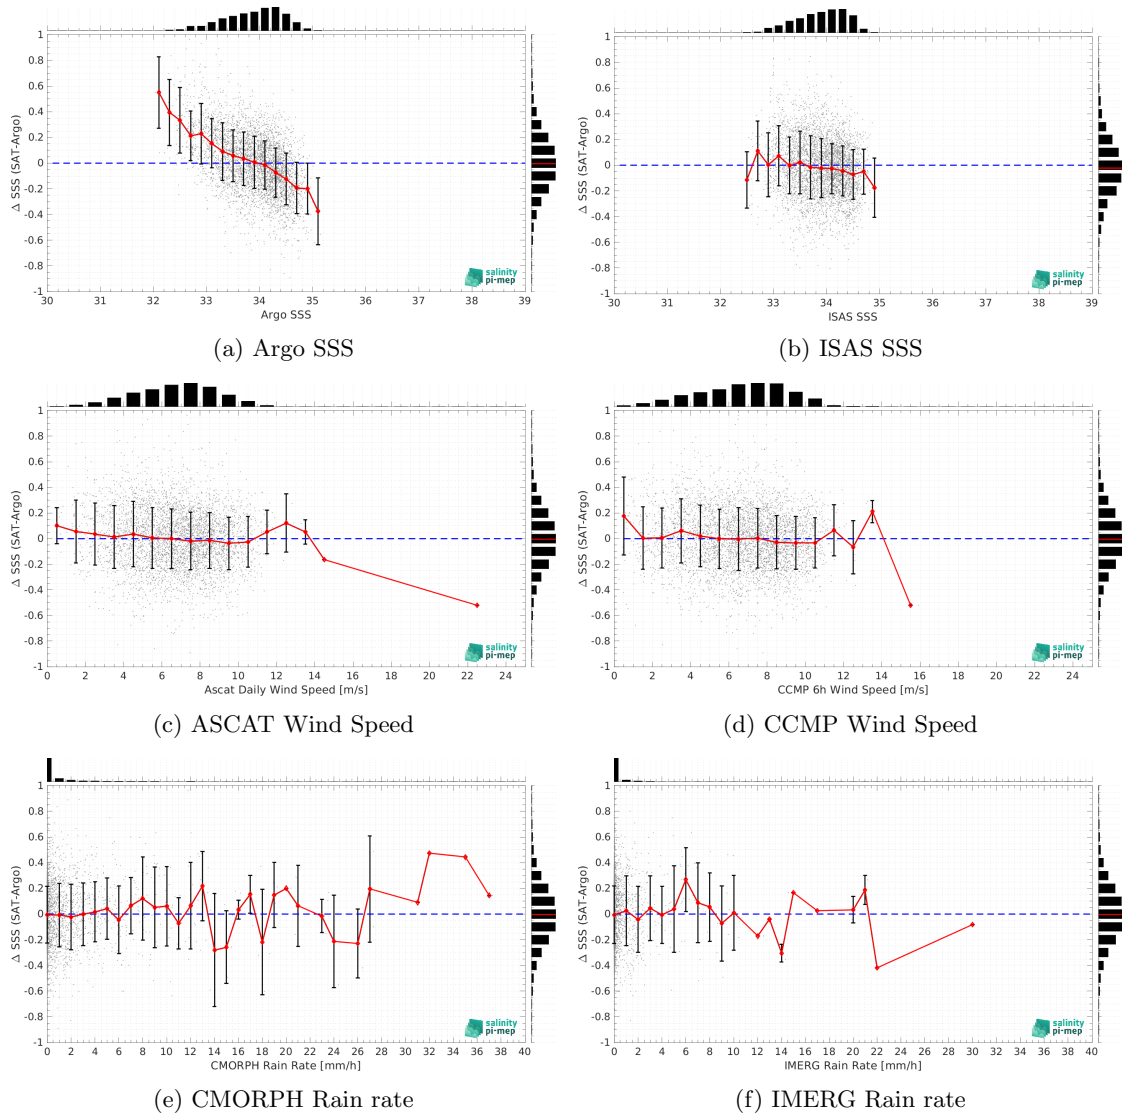 1
0.8
0.6
0.4
0.2
0
0.2
0.4
0.6
0.8
-1
Δ SSS (SAT-Argo)
salinity
pi-mep
30 31 32 33 34 35 36 37 38 39
Argo SSS
(a) Argo SSS
1
0.8
0.6
0.4
0.2
0
0.2
0.4
0.6
0.8
-1
Δ SSS (SAT-Argo)
salinity
pi-mep
30 31 32 33 34 35 36 37 38 39
ISAS SSS
(b) ISAS SSS
1
0.8
0.6
0.4
0.2
0
0.2
0.4
0.6
0.8
-1
Δ SSS (SAT-Argo)
salinity
pi-mep
0 2 4 6 8 10 12 14 16 18 20 22 24
Ascat Daily Wind Speed [m/s]
(c) ASCAT Wind Speed
1
0.8
0.6
0.4
0.2
0
0.2
0.4
0.6
0.8
-1
Δ SSS (SAT-Argo)
salinity
pi-mep
0 2 4 6 8 10 12 14 16 18 20 22 24
CCMP 6h Wind Speed [m/s]
(d) CCMP Wind Speed
1
0.8
0.6
0.4
0.2
0
0.2
0.4
0.6
0.8
-1
Δ SSS (SAT-Argo)
salinity
pi-mep
0 2 4 6 8 10 12 14 16 18 20 22 24 26 28 30 32 34 36 38 40
CMORPH Rain Rate [mm/h]
(e) CMORPH Rain rate
1
0.8
0.6
0.4
0.2
0
0.2
0.4
0.6
0.8
-1
Δ SSS (SAT-Argo)
salinity
pi-mep
0 2 4 6 8 10 12 14 16 18 20 22 24 26 28 30 32 34 36 38 40
IMERG Rain Rate [mm/h]
(f) IMERG Rain rate